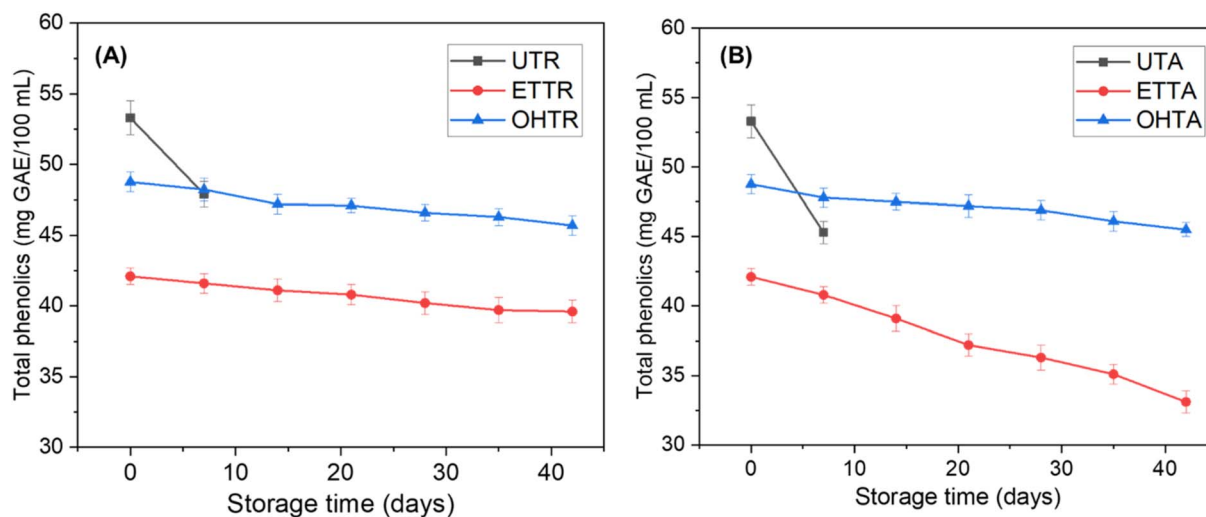 (A)
UTR
ETTR
OHTR
Total phenolics (mg GAE/100 mL)
60
55
50
45
40
35
30
0 10 20 30 40
Storage time (days)
(B)
UTA
ETTA
OHTA
Total phenolics (mg GAE/100 mL)
60
55
50
45
40
35
30
0 10 20 30 40
Storage time (days)